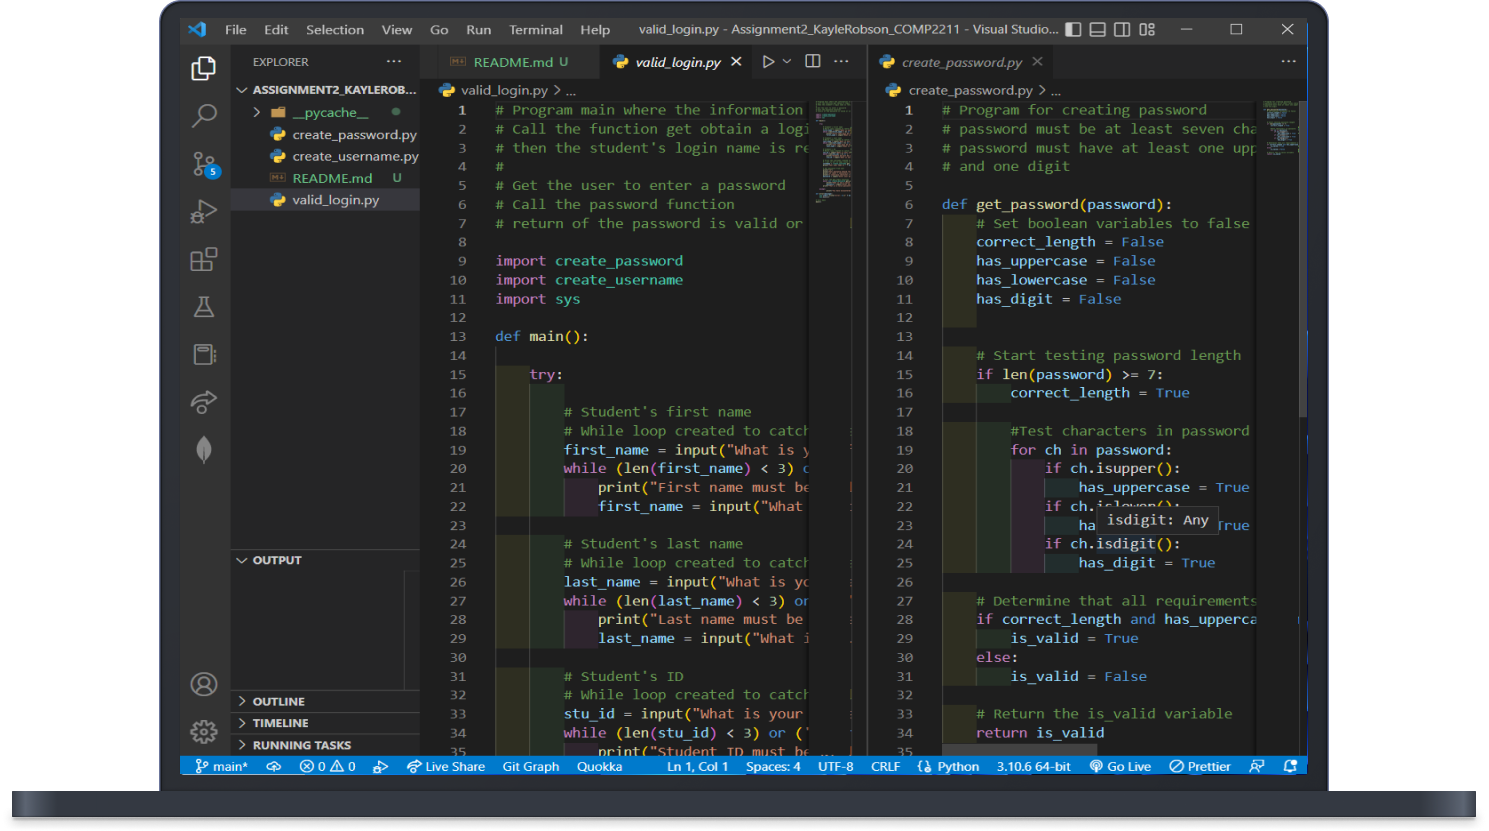 File Edit Selection View Go Run Terminal Help valid_login.py - Assignment2_KayleRobson_COMP2211 - Visual Studio...
EXPLORER ...
ASSIGNMENT2_KAYLEROB...
__pycache__
create_password.py
create_username.py
README.md U
valid_login.py
5
OUTPUT
OUTLINE
TIMELINE
RUNNING TASKS
README.md U valid_login.py
valid_login.py > ...
1 # Program main where the information
2 # Call the function get obtain a logi
3 # then the student's login name is re
4 #
5 # Get the user to enter a password
6 # Call the password function
7 # return of the password is valid or
8
9 import create_password
10 import create_username
11 import sys
12
13 def main():
14
15 try:
16
17 # Student's first name
18 # While loop created to catch
19 first_name = input("What is y
20 while (len(first_name) < 3) o
21 print("First name must be
22 first_name = input("What
23
24 # Student's last name
25 # While loop created to catch
26 last_name = input("What is yo
27 while (len(last_name) < 3) or
28 print("Last name must be
29 last_name = input("What i
30
31 # Student's ID
32 # While loop created to catch
33 stu_id = input("What is your
34 while (len(stu_id) < 3) or ('
35 print("Student ID must be
create_password.py ...
create_password.py > ...
1 # Program for creating password
2 # password must be at least seven cha
3 # password must have at least one upp
4 # and one digit
5
6 def get_password(password):
7 # Set boolean variables to false
8 correct_length = False
9 has_uppercase = False
10 has_lowercase = False
11 has_digit = False
12
13
14 # Start testing password length
15 if len(password) >= 7:
16 correct_length = True
17
18 #Test characters in password
19 for ch in password:
20 if ch.isupper():
21 has_uppercase = True
22 if ch.islower():
23 ha isdigit: Any True
24 if ch.isdigit():
25 has_digit = True
26
27 # Determine that all requirements
28 if correct_length and has_upperca
29 is_valid = True
30 else:
31 is_valid = False
32
33 # Return the is_valid variable
34 return is_valid
35
main* 0 0 Live Share Git Graph Quokka Ln 1, Col 1 Spaces: 4 UTF-8 CRLF Python 3.10.6 64-bit Go Live Prettier